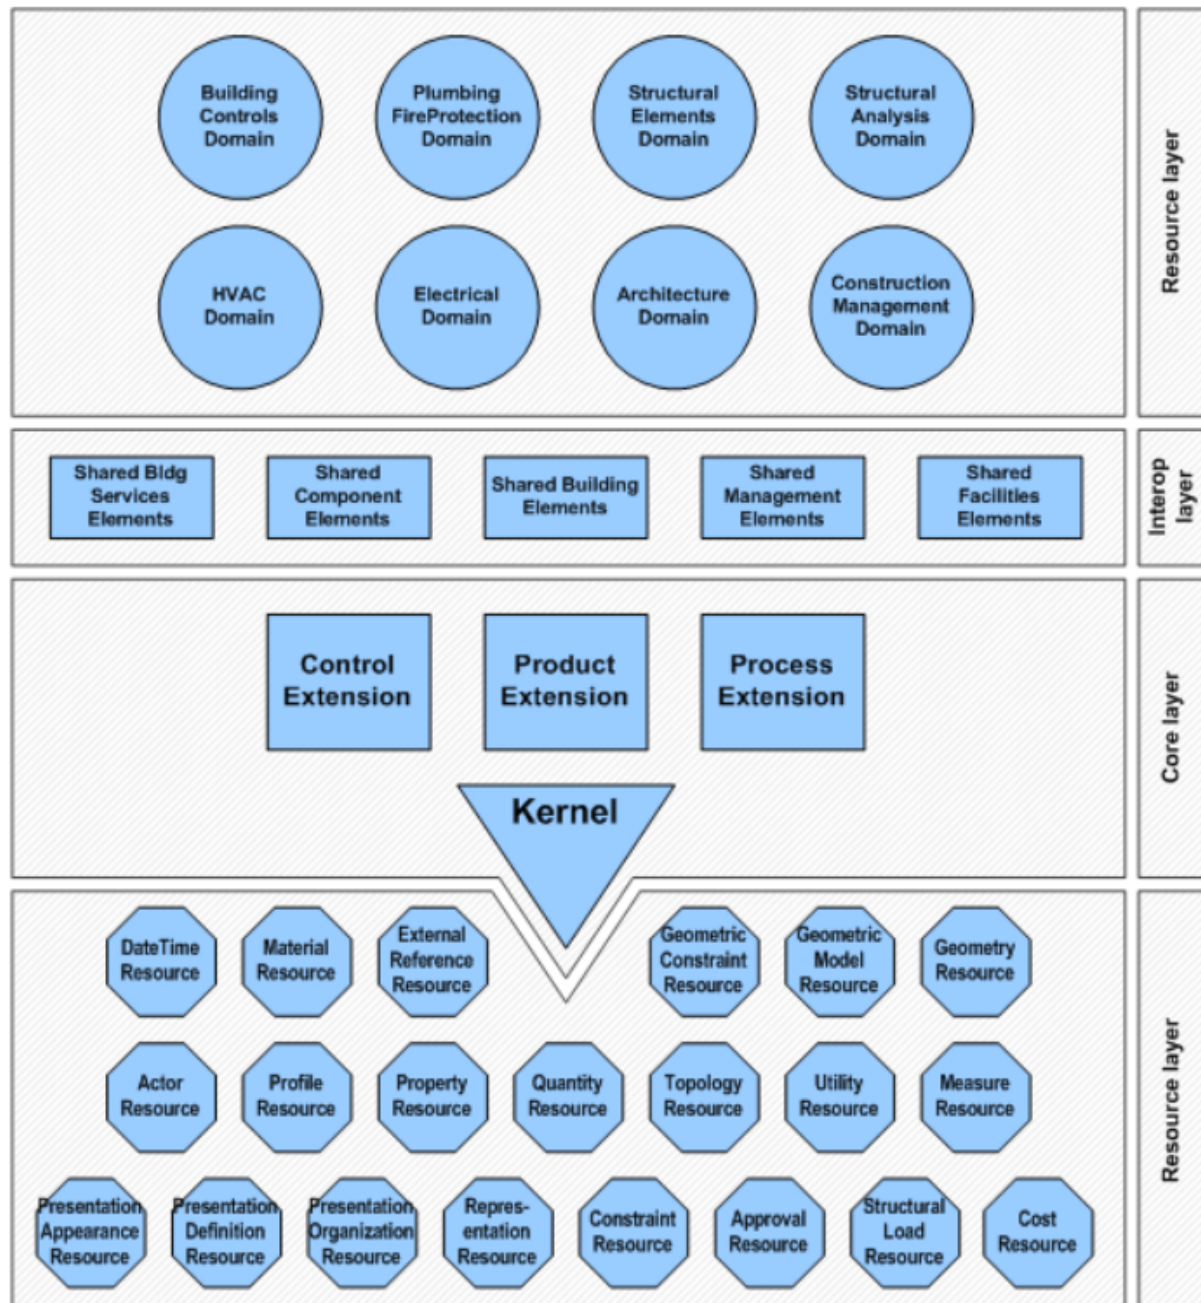 Building
Controls
Domain
Plumbing
FireProtection
Domain
Structural
Elements
Domain
Structural
Analysis
Domain
HVAC
Domain
Electrical
Domain
Architecture
Domain
Construction
Management
Domain
Resource layer
Shared Bldg
Services
Elements
Shared
Component
Elements
Shared Building
Elements
Shared
Management
Elements
Shared
Facilities
Elements
Interop
layer
Control
Extension
Product
Extension
Process
Extension
Kernel
Core layer
DateTime
Resource
Material
Resource
External
Reference
Resource
Geometric
Constraint
Resource
Geometric
Model
Resource
Geometry
Resource
Actor
Resource
Profile
Resource
Property
Resource
Quantity
Resource
Topology
Resource
Utility
Resource
Measure
Resource
Presentation
Appearance
Resource
Presentation
Definition
Resource
Presentation
Organization
Resource
Repres-
entation
Resource
Constraint
Resource
Approval
Resource
Structural
Load
Resource
Cost
Resource
Resource layer